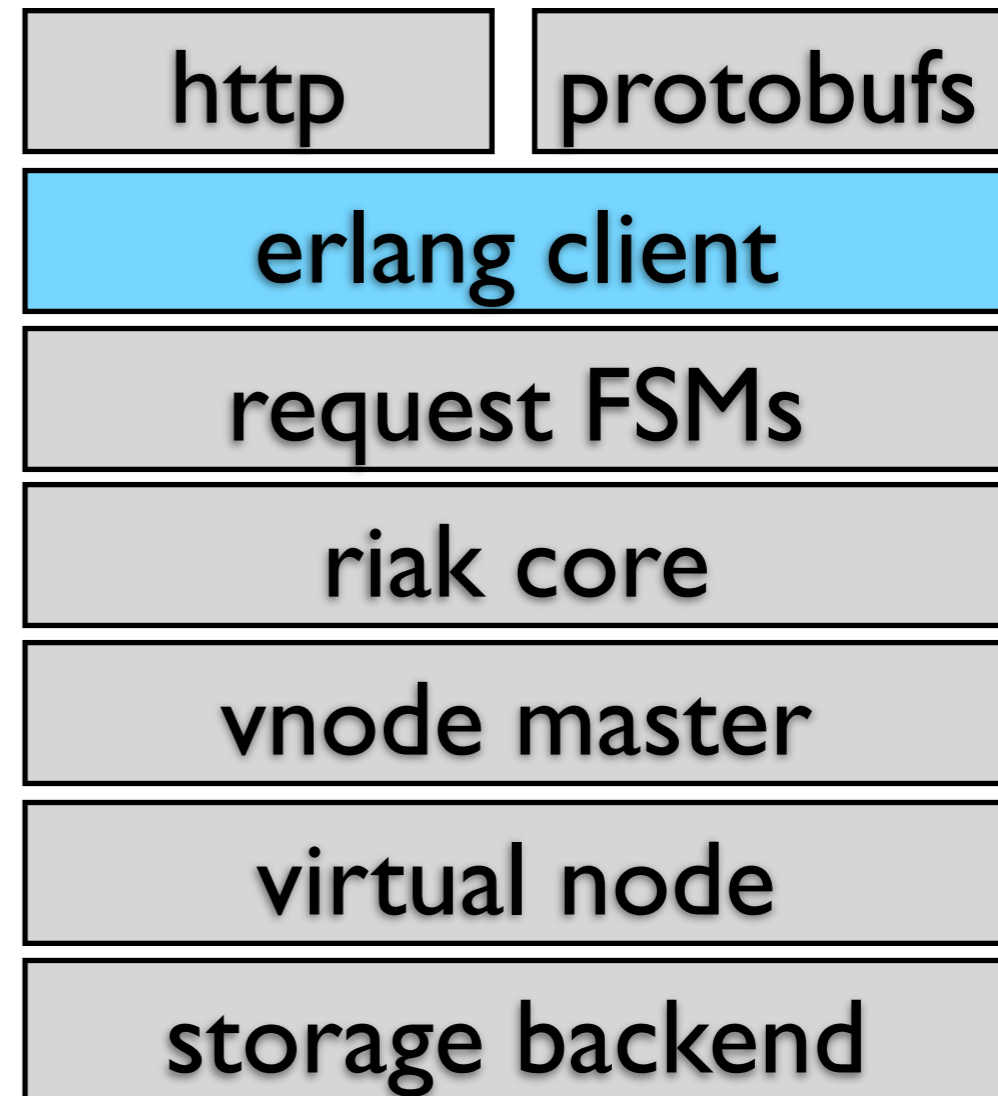 http
protobufs
erlang client
request FSMs
riak core
vnode master
virtual node
storage backend